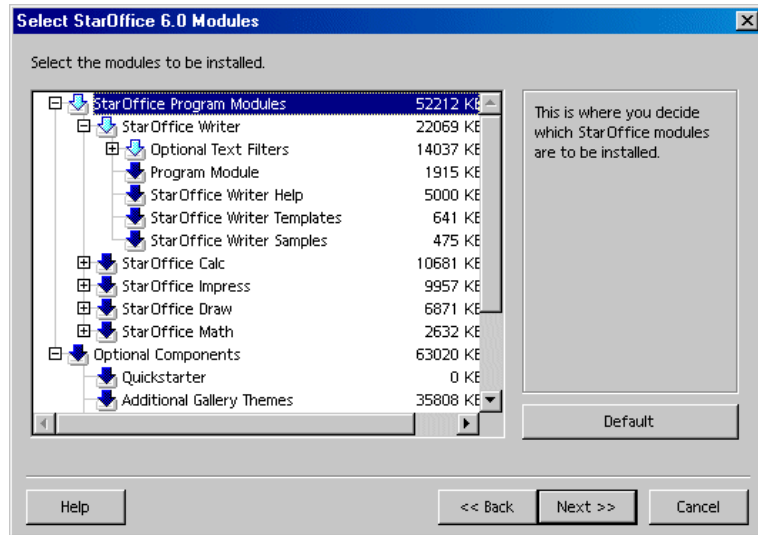 Select StarOffice 6.0 Modules
Select the modules to be installed.
StarOffice Program Modules 52212 KB
StarOffice Writer 22069 KB
Optional Text Filters 14037 KB
Program Module 1915 KB
StarOffice Writer Help 5000 KB
StarOffice Writer Templates 641 KB
StarOffice Writer Samples 475 KB
StarOffice Calc 10681 KB
StarOffice Impress 9957 KB
StarOffice Draw 6871 KB
StarOffice Math 2632 KB
Optional Components 63020 KB
Quickstarter 0 KB
Additional Gallery Themes 35808 KB
This is where you decide
which StarOffice modules
are to be installed.
Default
Help
<< Back
Next >>
Cancel